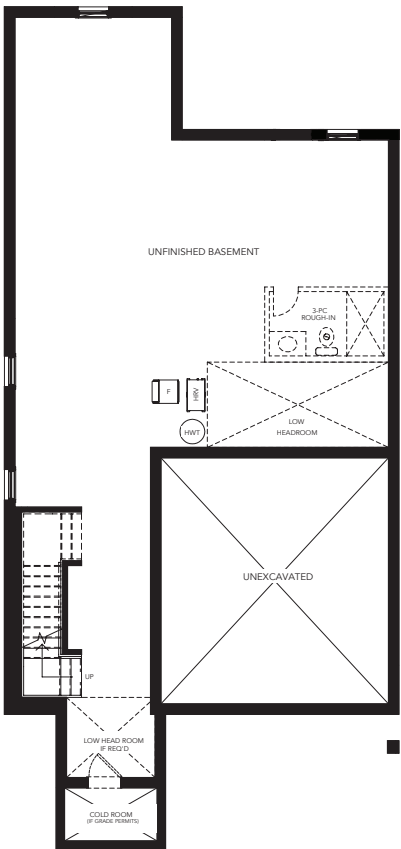 UNFINISHED BASEMENT
3-PC
ROUGH-IN
F
HRV
HWT
LOW
HEADROOM
UNEXCAVATED
UP
LOW HEAD ROOM
IF REQ'D
COLD ROOM
(IF GRADE PERMITS)